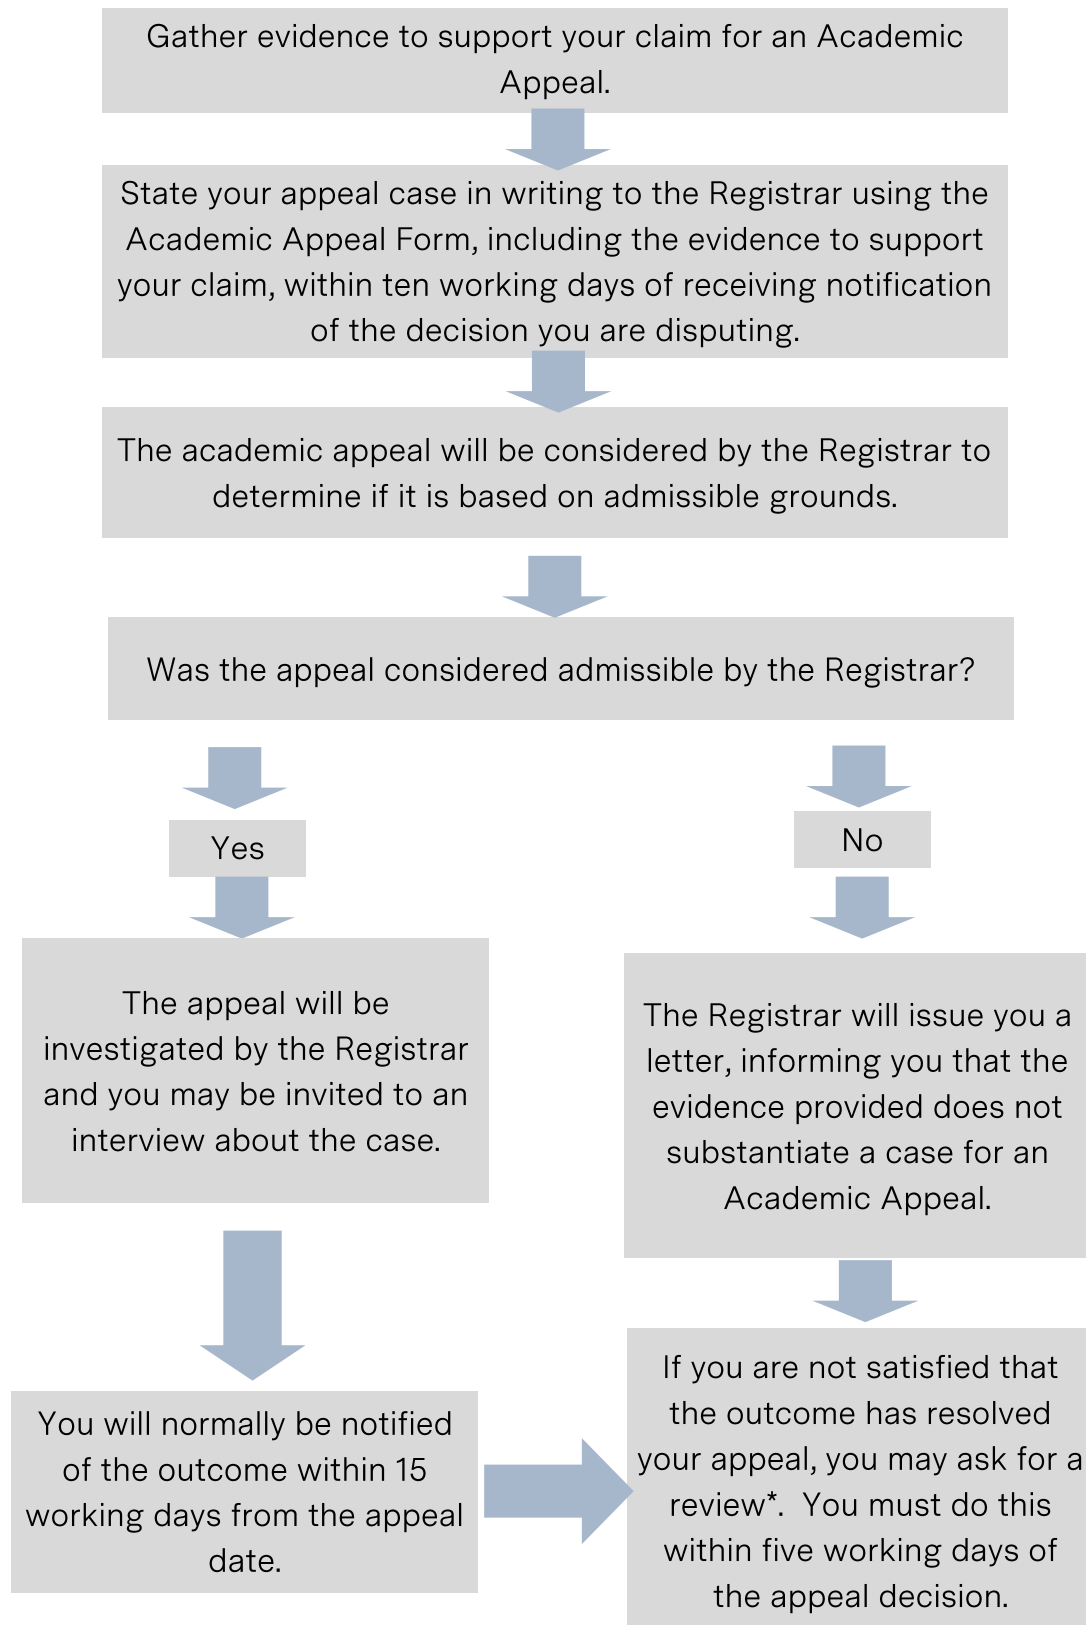 Gather evidence to support your claim for an Academic
Appeal.
State your appeal case in writing to the Registrar using the
Academic Appeal Form, including the evidence to support
your claim, within ten working days of receiving notification
of the decision you are disputing.
The academic appeal will be considered by the Registrar to
determine if it is based on admissible grounds.
Was the appeal considered admissible by the Registrar?
Yes
No
The appeal will be
investigated by the Registrar
and you may be invited to an
interview about the case.
The Registrar will issue you a
letter, informing you that the
evidence provided does not
substantiate a case for an
Academic Appeal.
You will normally be notified
of the outcome within 15
working days from the appeal
date.
If you are not satisfied that
the outcome has resolved
your appeal, you may ask for a
review*.  You must do this
within five working days of
the appeal decision.